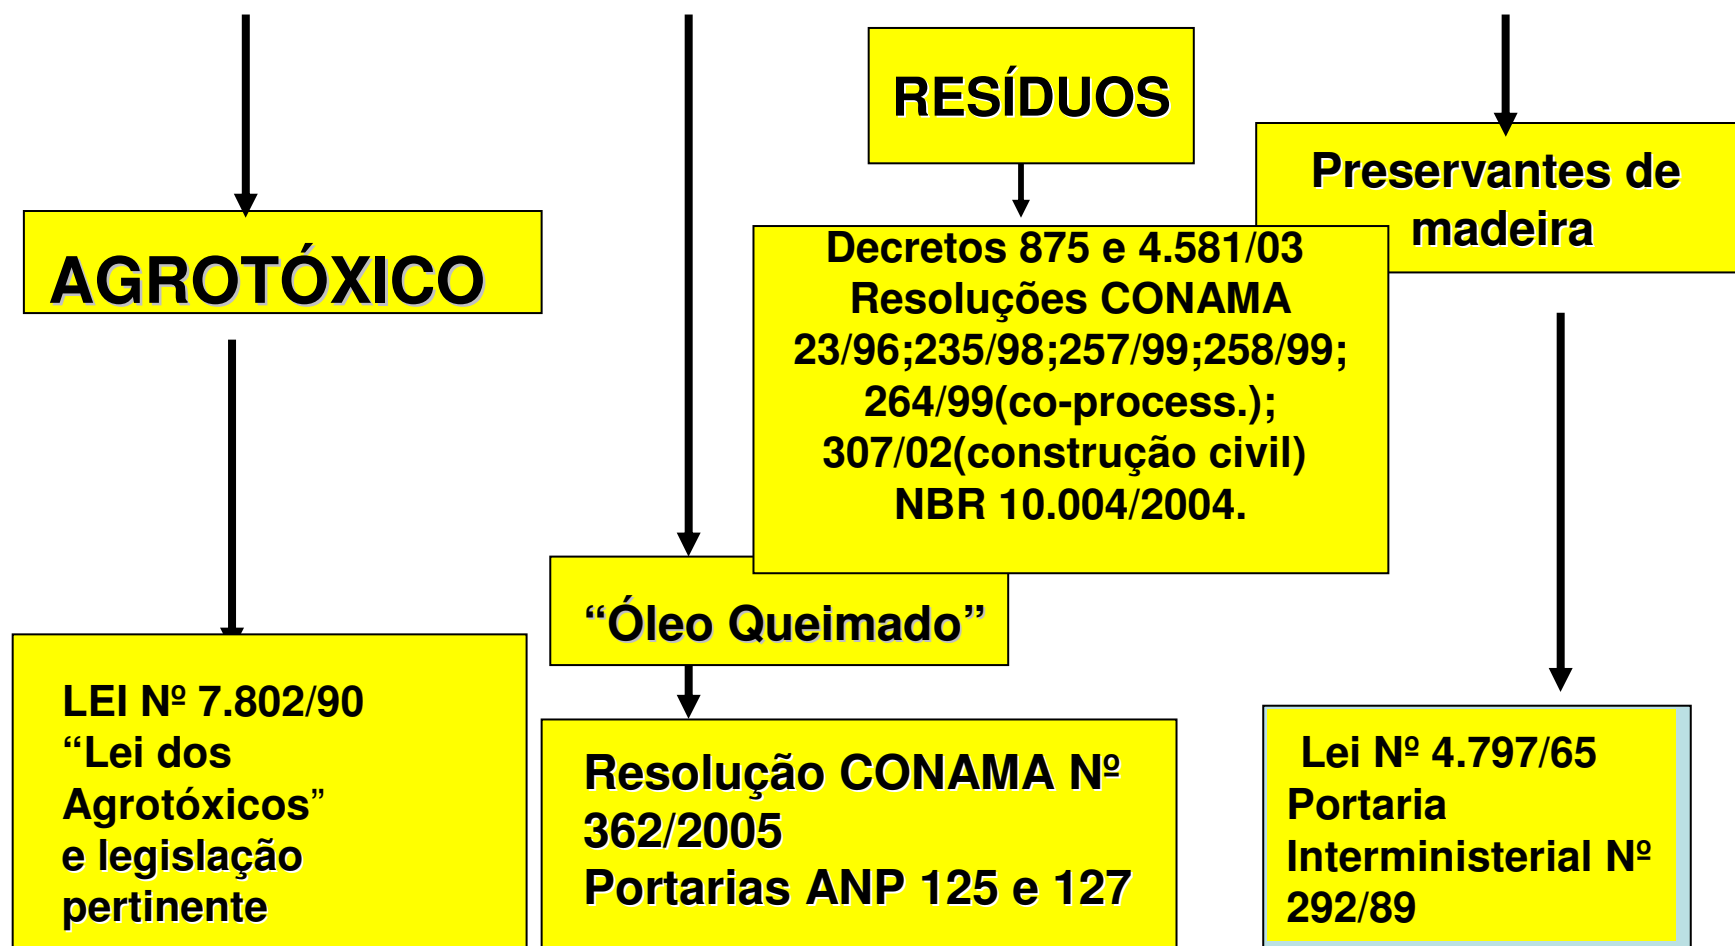 RESÍDUOS
Preservantes de
madeira
AGROTÓXICO
Decretos 875 e 4.581/03
Resoluções CONAMA
23/96;235/98;257/99;258/99;
264/99(co-process.);
307/02(construção civil)
NBR 10.004/2004.
“Óleo Queimado”
LEI Nº 7.802/90
“Lei dos
Agrotóxicos”
e legislação
pertinente
Resolução CONAMA Nº
362/2005
Portarias ANP 125 e 127
Lei Nº 4.797/65
Portaria
Interministerial Nº
292/89